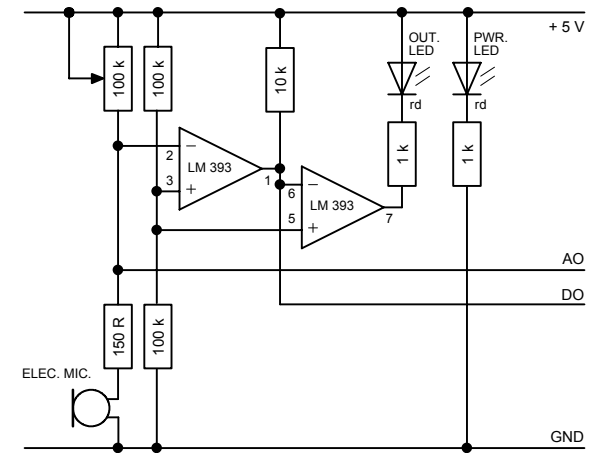 + 5 V
OUT.
LED
PWR.
LED
100 k
100 k
10 k
rd
rd
1 k
1 k
2
3
LM 393
1
6
5
LM 393
7
AO
DO
150 R
100 k
ELEC. MIC.
GND